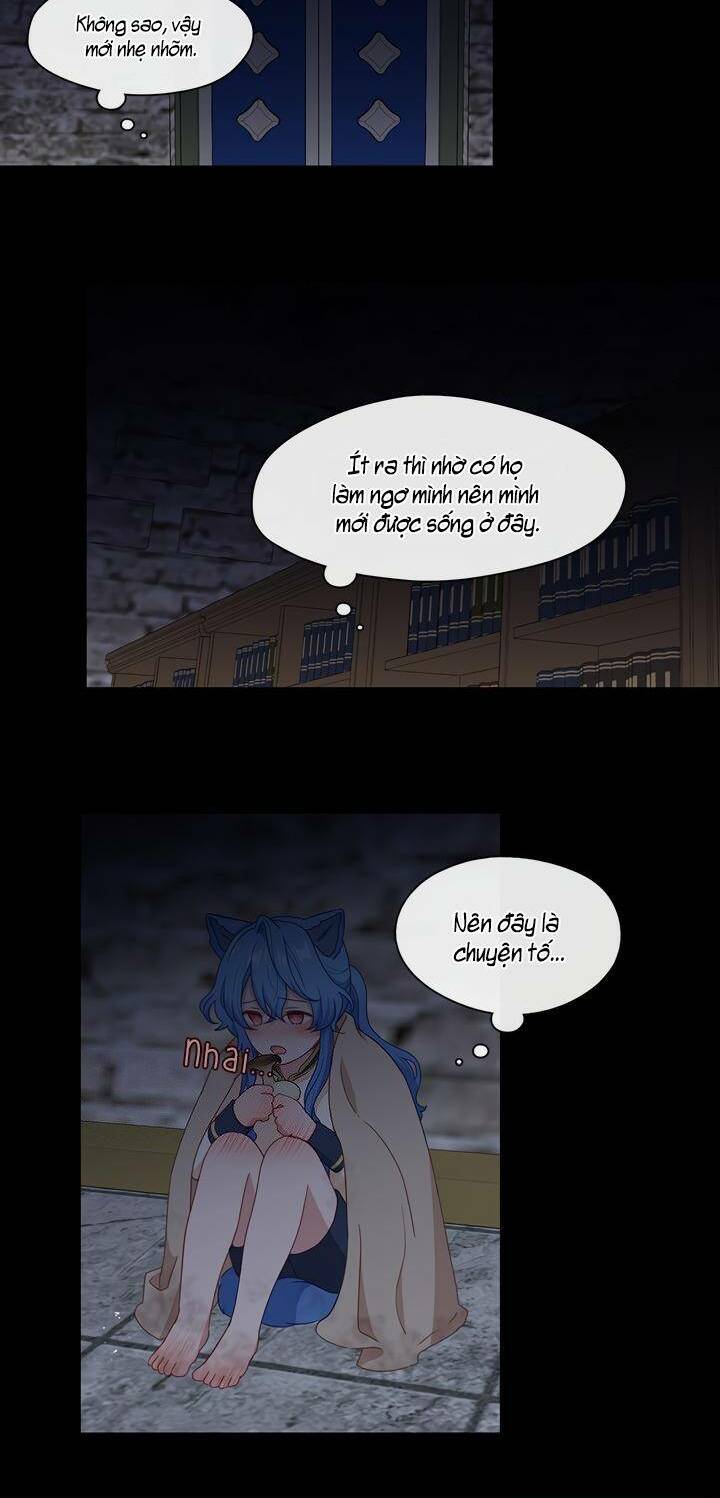 Không sao, vậy
mới nhẹ nhõm.
Ít ra thì nhờ có họ
làm ngơ mình nên mình
mới được sống ở đây.
Nên đây là
chuyện tố...
Nhai...